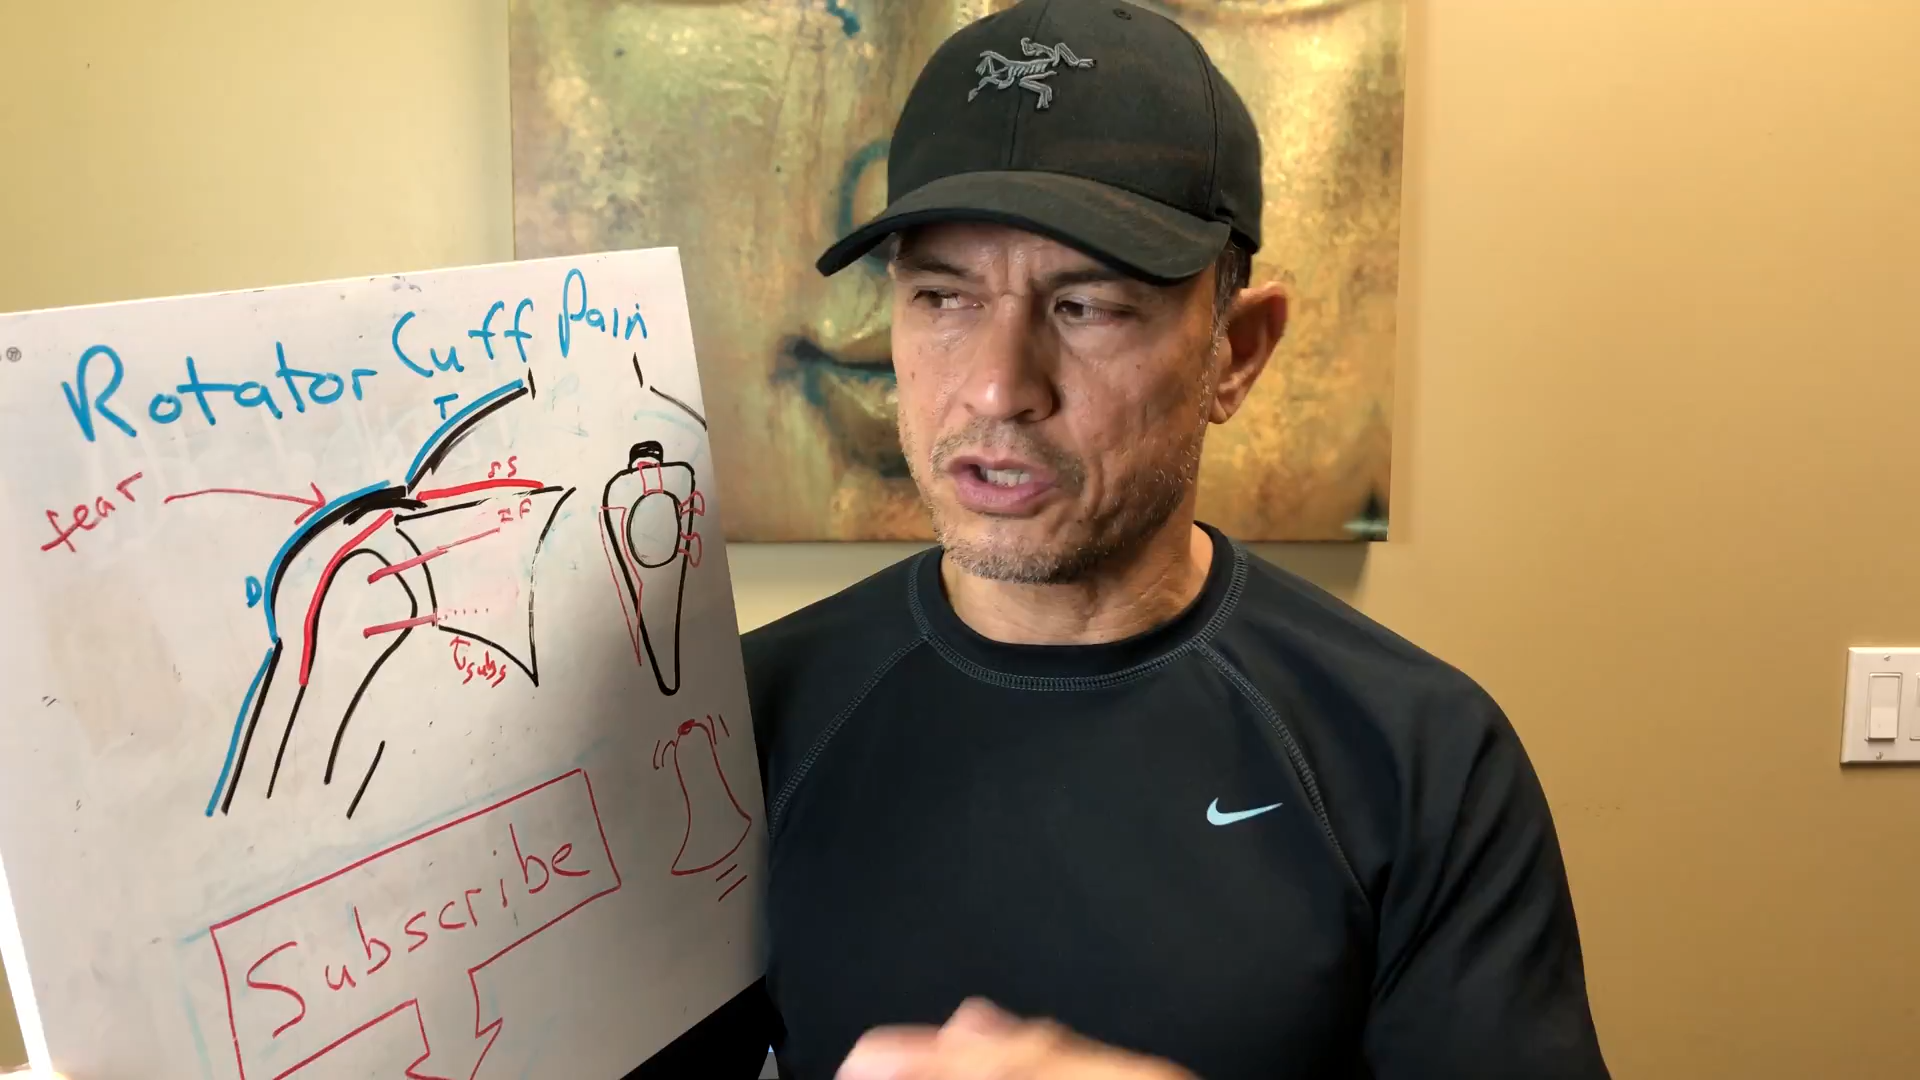 Rotator Cuff Pain
T
SS
tear
IF
D
Subs
Subscribe